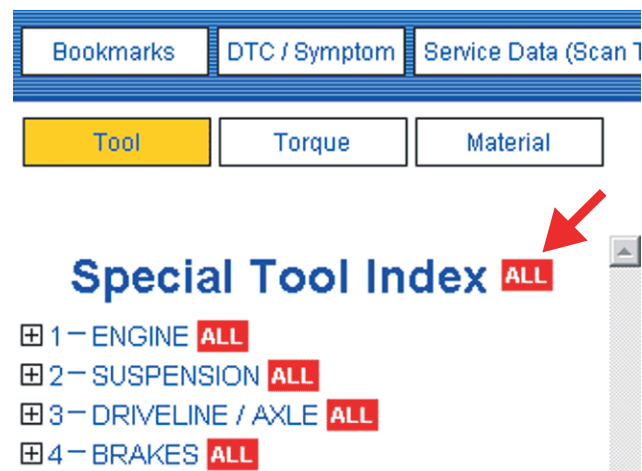 Bookmarks DTC / Symptom Service Data (Scan T
Tool Torque Material
Special Tool Index ALL
1 – ENGINE ALL
2 – SUSPENSION ALL
3 – DRIVELINE / AXLE ALL
4 – BRAKES ALL